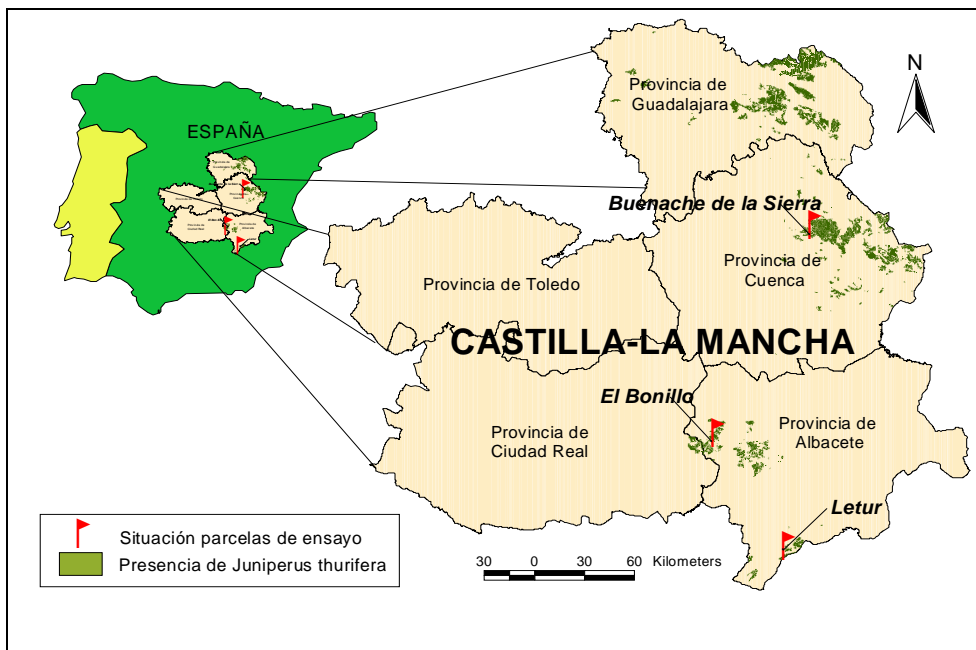 ESPAÑA
Provincia de
Guadalajara
N
Buenache de la Sierra
Provincia de
Cuenca
Provincia de Toledo
CASTILLA-LA MANCHA
El Bonillo
Provincia de
Ciudad Real
Provincia de
Albacete
Letur
Situación parcelas de ensayo
Presencia de Juniperus thurifera
30 0 30 60 Kilometers